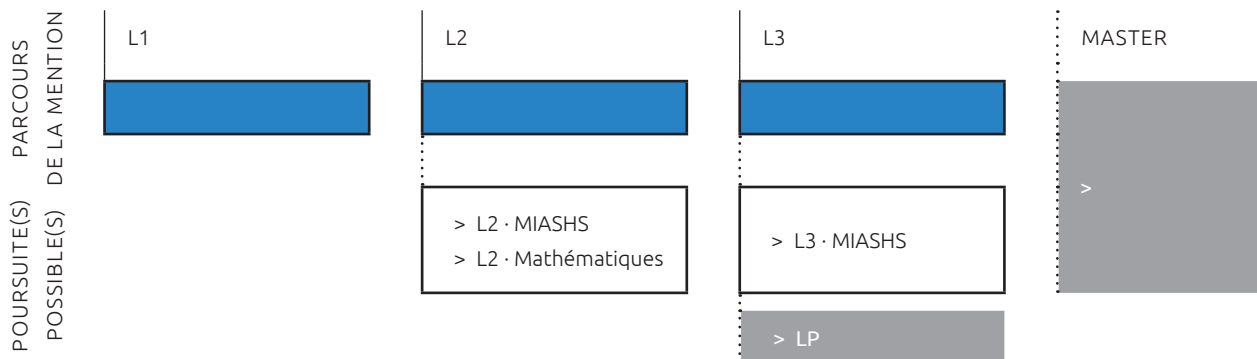 L1
L2
L3
MASTER
PARCOURS
DE LA MENTION
>
POURSUITE(S)
POSSIBLE(S)
> L2 · MIASHS
> L2 · Mathématiques
> L3 · MIASHS
> LP